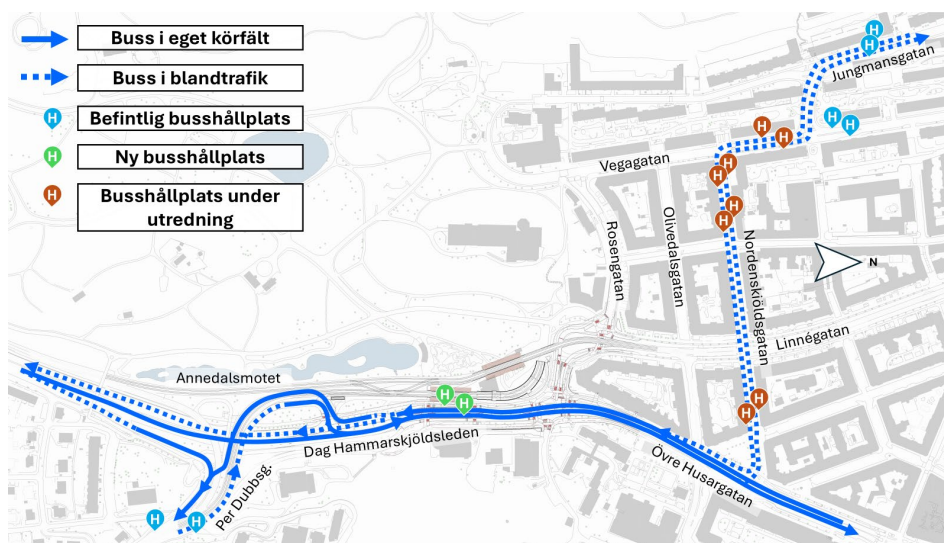 Buss i eget körfält
Buss i blandtrafik
H Befintlig busshållplats
H Ny busshållplats
H Busshållplats under
utredning
H
H
Jungmansgatan
H
H
H
H
Vegagatan
H
H
H
H
Rosengatan
Olivedalsgatan
Nordenskiöldsgatan
N
Linnégatan
Annedalsmotet
H
H
H
H
Dag Hammarskjöldsleden
Övre Husargatan
Per Dubbsg.
H
H